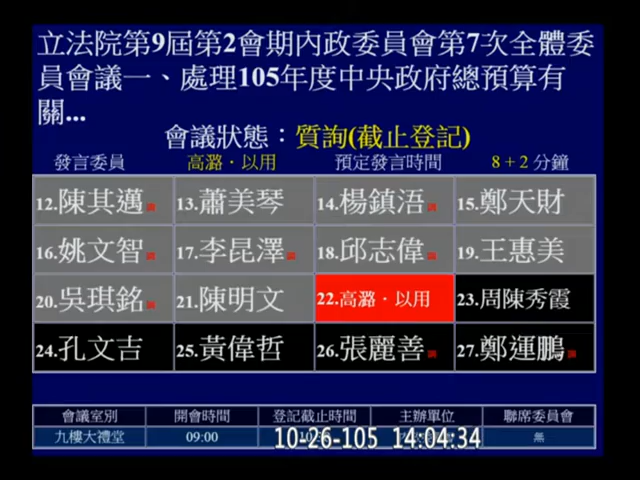 立法院第9屆第2會期內政委員會第7次全體委
員會議一、處理105年度中央政府總預算有
關...
會議狀態：質詢(截止登記)
發言委員 高潞．以用 預定發言時間 8 + 2 分鐘
12.陳其邁 13.蕭美琴 14.楊鎮浯 15.鄭天財
16.姚文智 17.李昆澤 18.邱志偉 19.王惠美
20.吳琪銘 21.陳明文 22.高潞．以用 23.周陳秀霞
24.孔文吉 25.黃偉哲 26.張麗善 27.鄭運鵬
會議室別 開會時間 登記截止時間 主辦單位 聯席委員會
九樓大禮堂 09:00 無
10-26-105 14:04:34